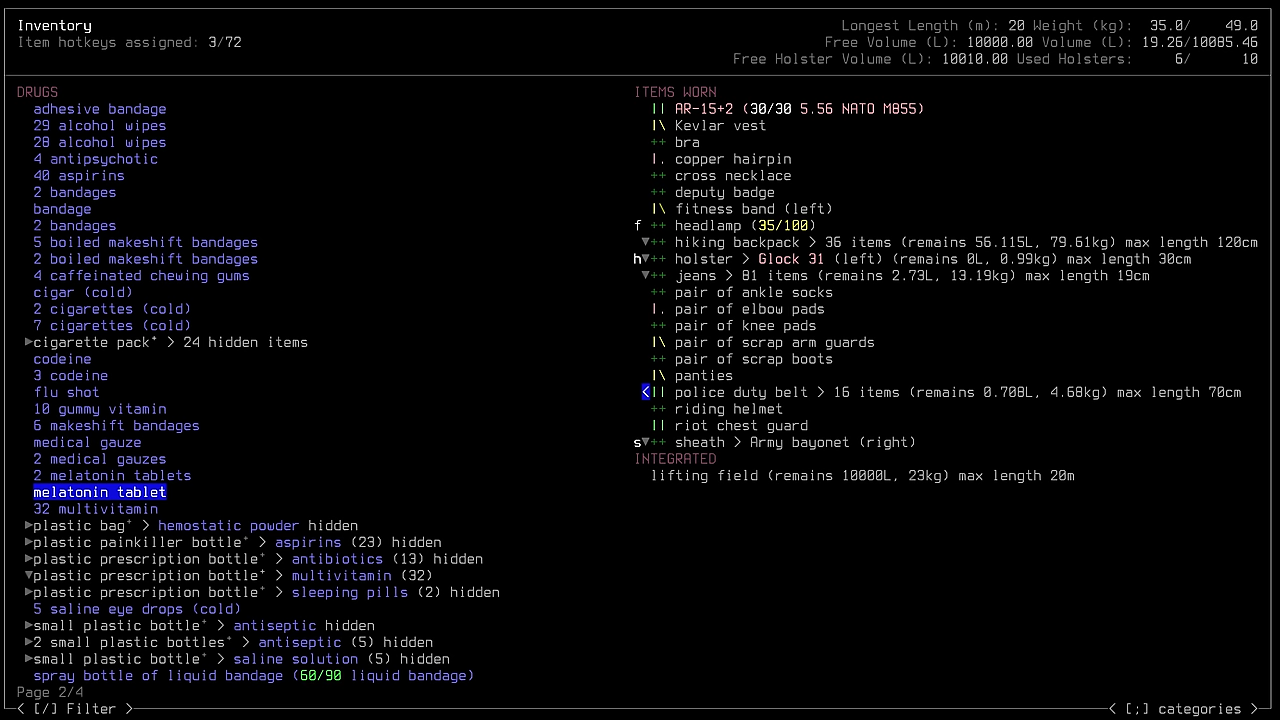 Inventory
Item hotkeys assigned: 3/72
Longest Length (m): 20 Weight (kg): 35.0/ 49.0
Free Volume (L): 10000.00 Volume (L): 19.26/10085.46
Free Holster Volume (L): 10010.00 Used Holsters: 6/ 10
DRUGS
adhesive bandage
29 alcohol wipes
28 alcohol wipes
4 antipsychotic
40 aspirins
2 bandages
bandage
2 bandages
5 boiled makeshift bandages
2 boiled makeshift bandages
4 caffeinated chewing gums
cigar (cold)
2 cigarettes (cold)
7 cigarettes (cold)
▶cigarette pack⁺ > 24 hidden items
codeine
3 codeine
flu shot
10 gummy vitamin
6 makeshift bandages
medical gauze
2 medical gauzes
2 melatonin tablets
melatonin tablet
32 multivitamin
▶plastic bag⁺ > hemostatic powder hidden
▶plastic painkiller bottle⁺ > aspirins (23) hidden
▶plastic prescription bottle⁺ > antibiotics (13) hidden
▼plastic prescription bottle⁺ > multivitamin (32)
▶plastic prescription bottle⁺ > sleeping pills (2) hidden
5 saline eye drops (cold)
▶small plastic bottle⁺ > antiseptic hidden
▶2 small plastic bottles⁺ > antiseptic (5) hidden
▶small plastic bottle⁺ > saline solution (5) hidden
spray bottle of liquid bandage (60/90 liquid bandage)
Page 2/4
< [/] Filter >
ITEMS WORN
|| AR-15+2 (30/30 5.56 NATO M855)
|\ Kevlar vest
++ bra
|. copper hairpin
++ cross necklace
++ deputy badge
|\ fitness band (left)
f ++ headlamp (35/100)
▼++ hiking backpack > 36 items (remains 56.115L, 79.61kg) max length 120cm
h▼++ holster > Glock 31 (left) (remains 0L, 0.99kg) max length 30cm
▼++ jeans > 81 items (remains 2.73L, 13.19kg) max length 19cm
++ pair of ankle socks
|. pair of elbow pads
++ pair of knee pads
|\ pair of scrap arm guards
++ pair of scrap boots
|\ panties
<|| police duty belt > 16 items (remains 0.708L, 4.68kg) max length 70cm
++ riding helmet
|| riot chest guard
s▼++ sheath > Army bayonet (right)
INTEGRATED
lifting field (remains 10000L, 23kg) max length 20m
< [;] categories >